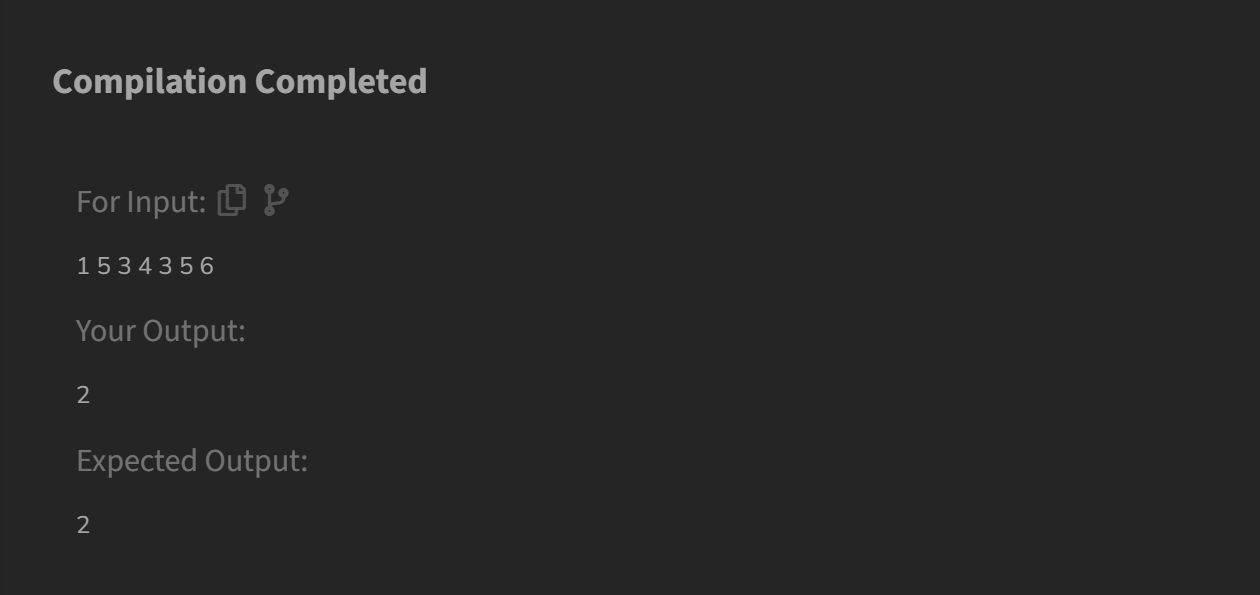 Compilation Completed
For Input:
1 5 3 4 3 5 6
Your Output:
2
Expected Output:
2